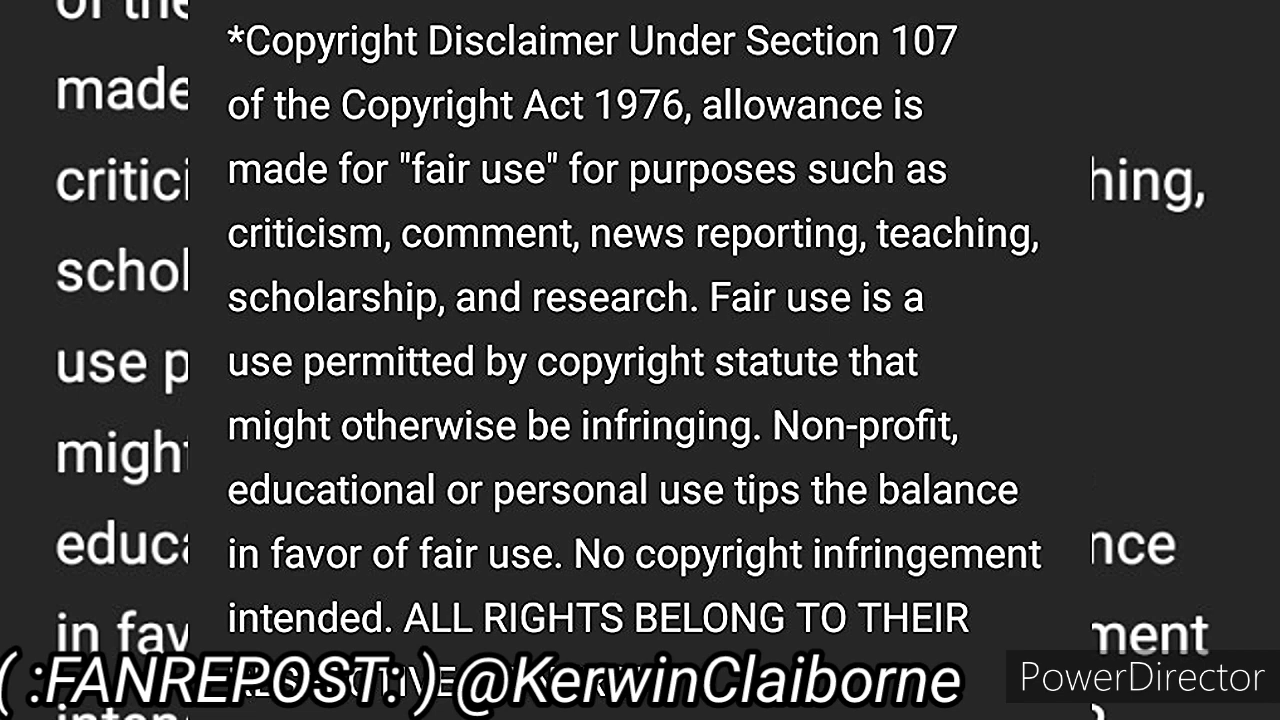 *Copyright Disclaimer Under Section 107
of the Copyright Act 1976, allowance is
made for "fair use" for purposes such as
criticism, comment, news reporting, teaching,
scholarship, and research. Fair use is a
use permitted by copyright statute that
might otherwise be infringing. Non-profit,
educational or personal use tips the balance
in favor of fair use. No copyright infringement
intended. ALL RIGHTS BELONG TO THEIR
( :FANREPOST: ) @KerwinClaiborne
PowerDirector